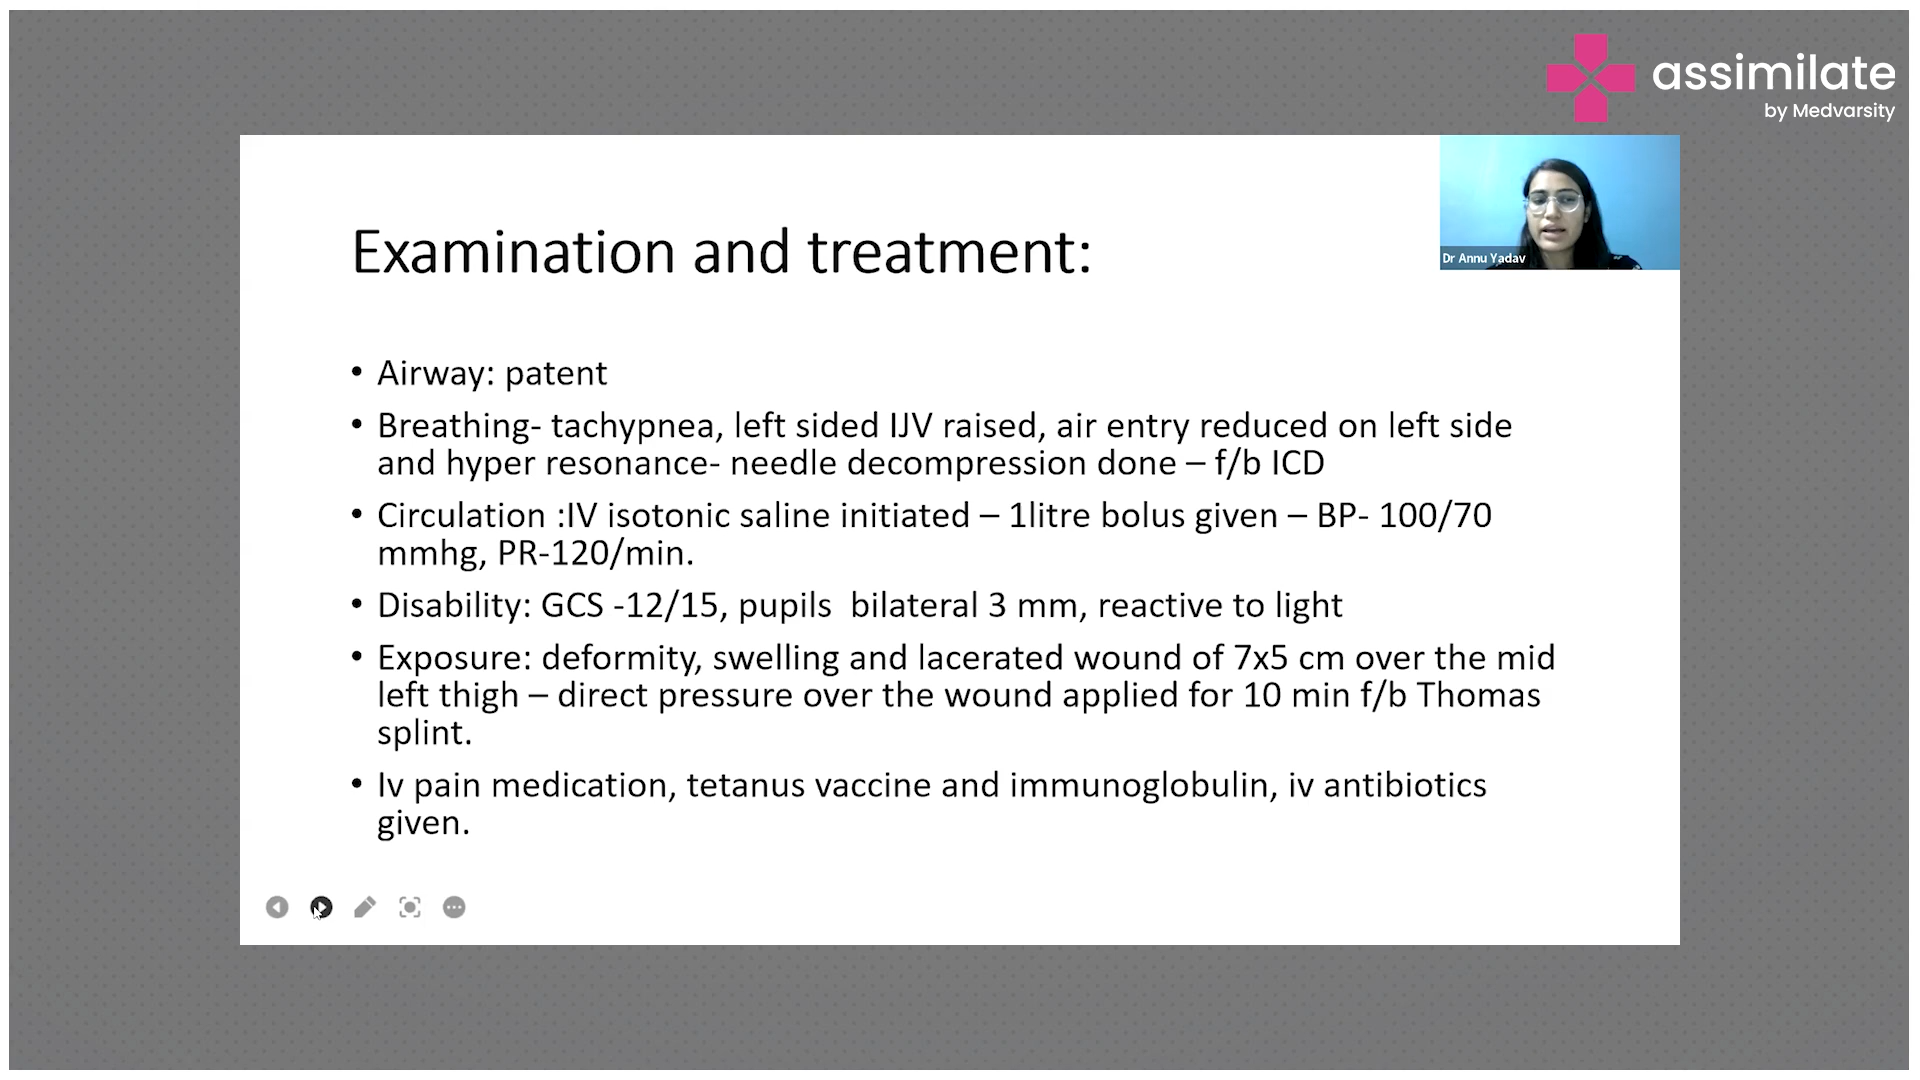 assimilate
by Medvarsity
Dr Annu Yadav
Examination and treatment:
• Airway: patent
• Breathing- tachypnea, left sided IJV raised, air entry reduced on left side
and hyper resonance- needle decompression done – f/b ICD
• Circulation :IV isotonic saline initiated – 1litre bolus given – BP- 100/70
mmhg, PR-120/min.
• Disability: GCS -12/15, pupils  bilateral 3 mm, reactive to light
• Exposure: deformity, swelling and lacerated wound of 7x5 cm over the mid
left thigh – direct pressure over the wound applied for 10 min f/b Thomas
splint.
• Iv pain medication, tetanus vaccine and immunoglobulin, iv antibiotics
given.